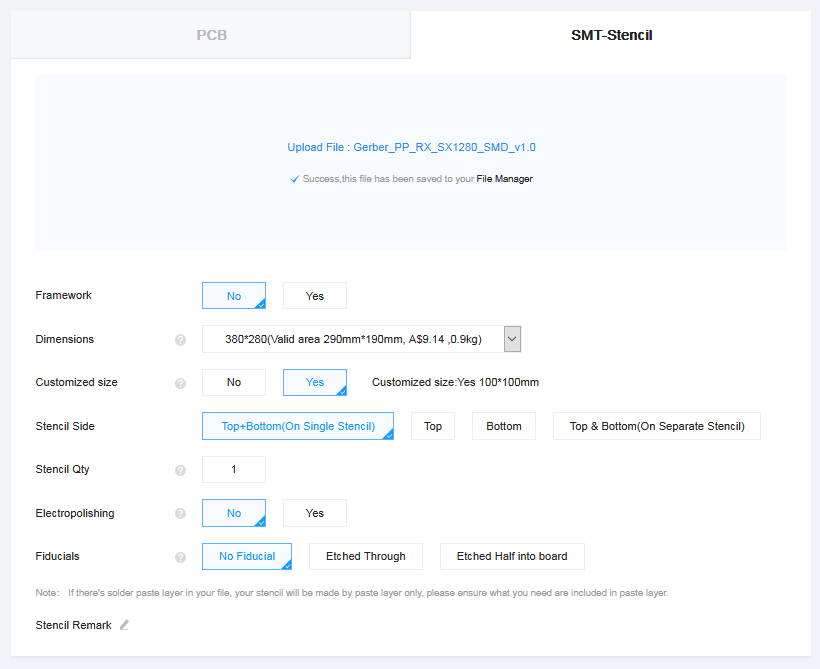 PCB
SMT-Stencil
Upload File : Gerber_PP_RX_SX1280_SMD_v1.0
Success,this file has been saved to your File Manager
Framework No Yes
Dimensions ? 380*280(Valid area 290mm*190mm, A$9.14 ,0.9kg)
Customized size ? No Yes Customized size:Yes 100*100mm
Stencil Side Top+Bottom(On Single Stencil) Top Bottom Top & Bottom(On Separate Stencil)
Stencil Qty ? 1
Electropolishing ? No Yes
Fiducials ? No Fiducial Etched Through Etched Half into board
Note: If there's solder paste layer in your file, your stencil will be made by paste layer only, please ensure what you need are included in paste layer.
Stencil Remark